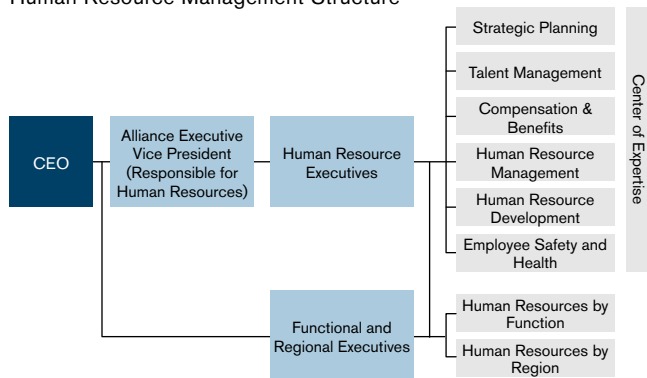 Human Resource Management Structure
Strategic Planning
Talent Management
Compensation &
Benefits
Human Resource
Management
Human Resource
Development
Employee Safety and
Health
Center of Expertise
CEO
Alliance Executive
Vice President
(Responsible for
Human Resources)
Human Resource
Executives
Functional and
Regional Executives
Human Resources by
Function
Human Resources by
Region